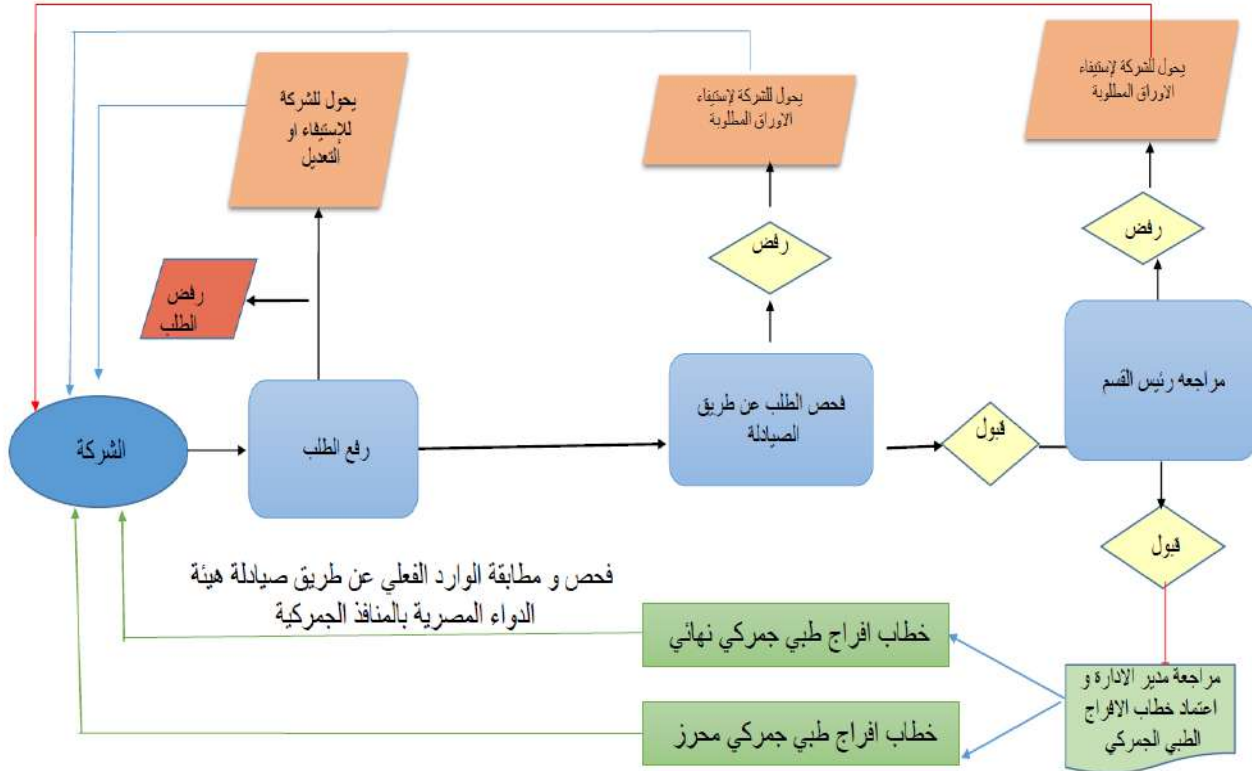 يحول للشركة لإستيفاء
الاوراق المطلوبة
يحول للشركة لإستيفاء
الاوراق المطلوبة
يحول للشركة
للإستيفاء او
التعديل
رفض
رفض
رفض
الطلب
مراجعه رئيس القسم
فحص الطلب عن طريق
الصيادلة
قبول
رفع الطلب
الشركة
قبول
فحص و مطابقة الوارد الفعلي عن طريق صيادلة هيئة
الدواء المصرية بالمنافذ الجمركية
خطاب افراج طبي جمركي نهائي
مراجعة مدير الادارة و
اعتماد خطاب الافراج
الطبي الجمركي
خطاب افراج طبي جمركي محرز